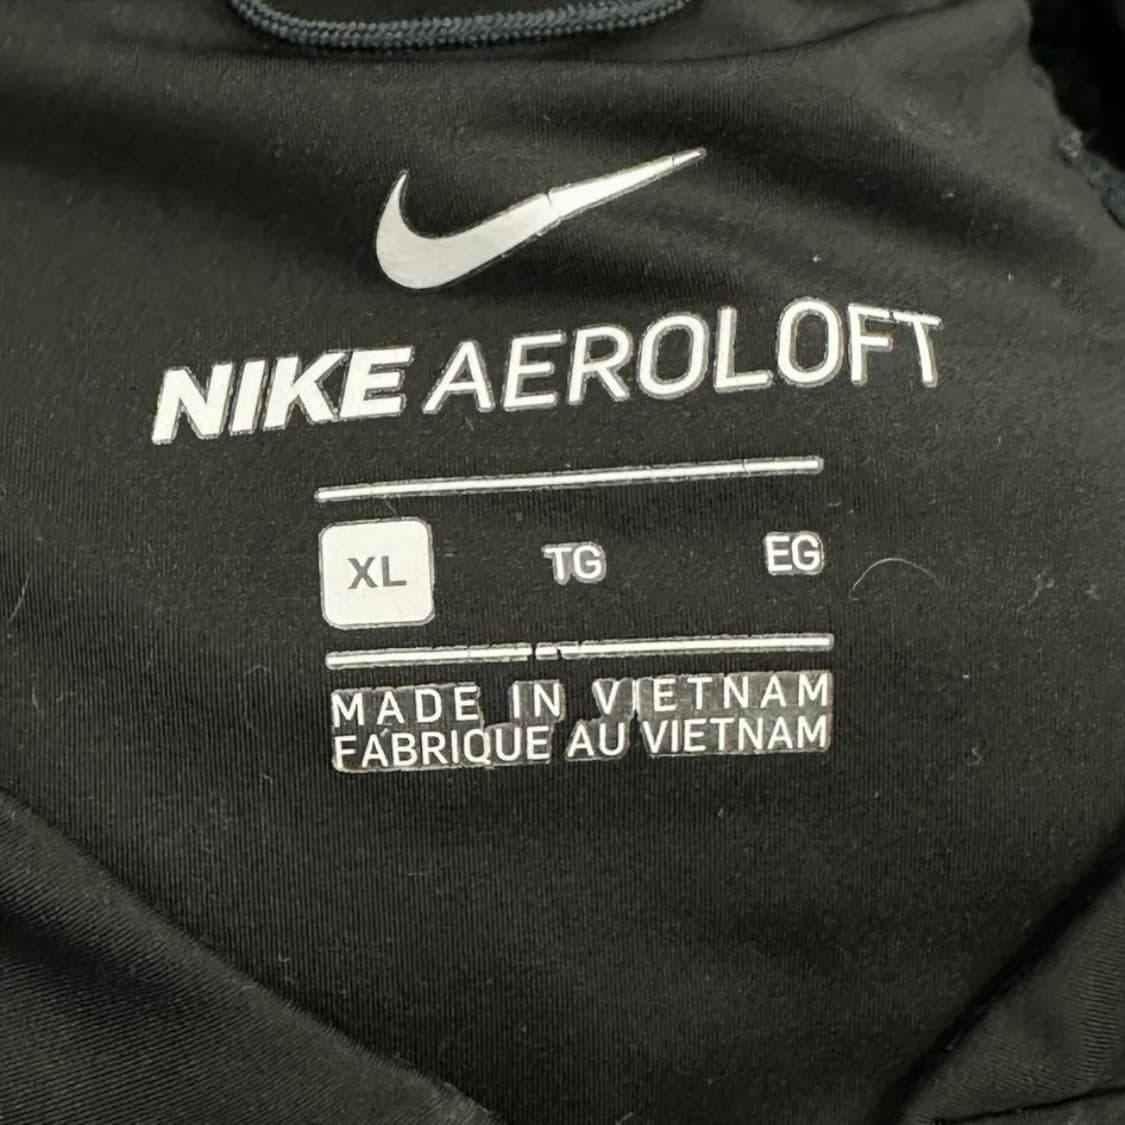 NIKE AEROLOFT
XL TG EG
MADE IN VIETNAM
FABRIQUE AU VIETNAM